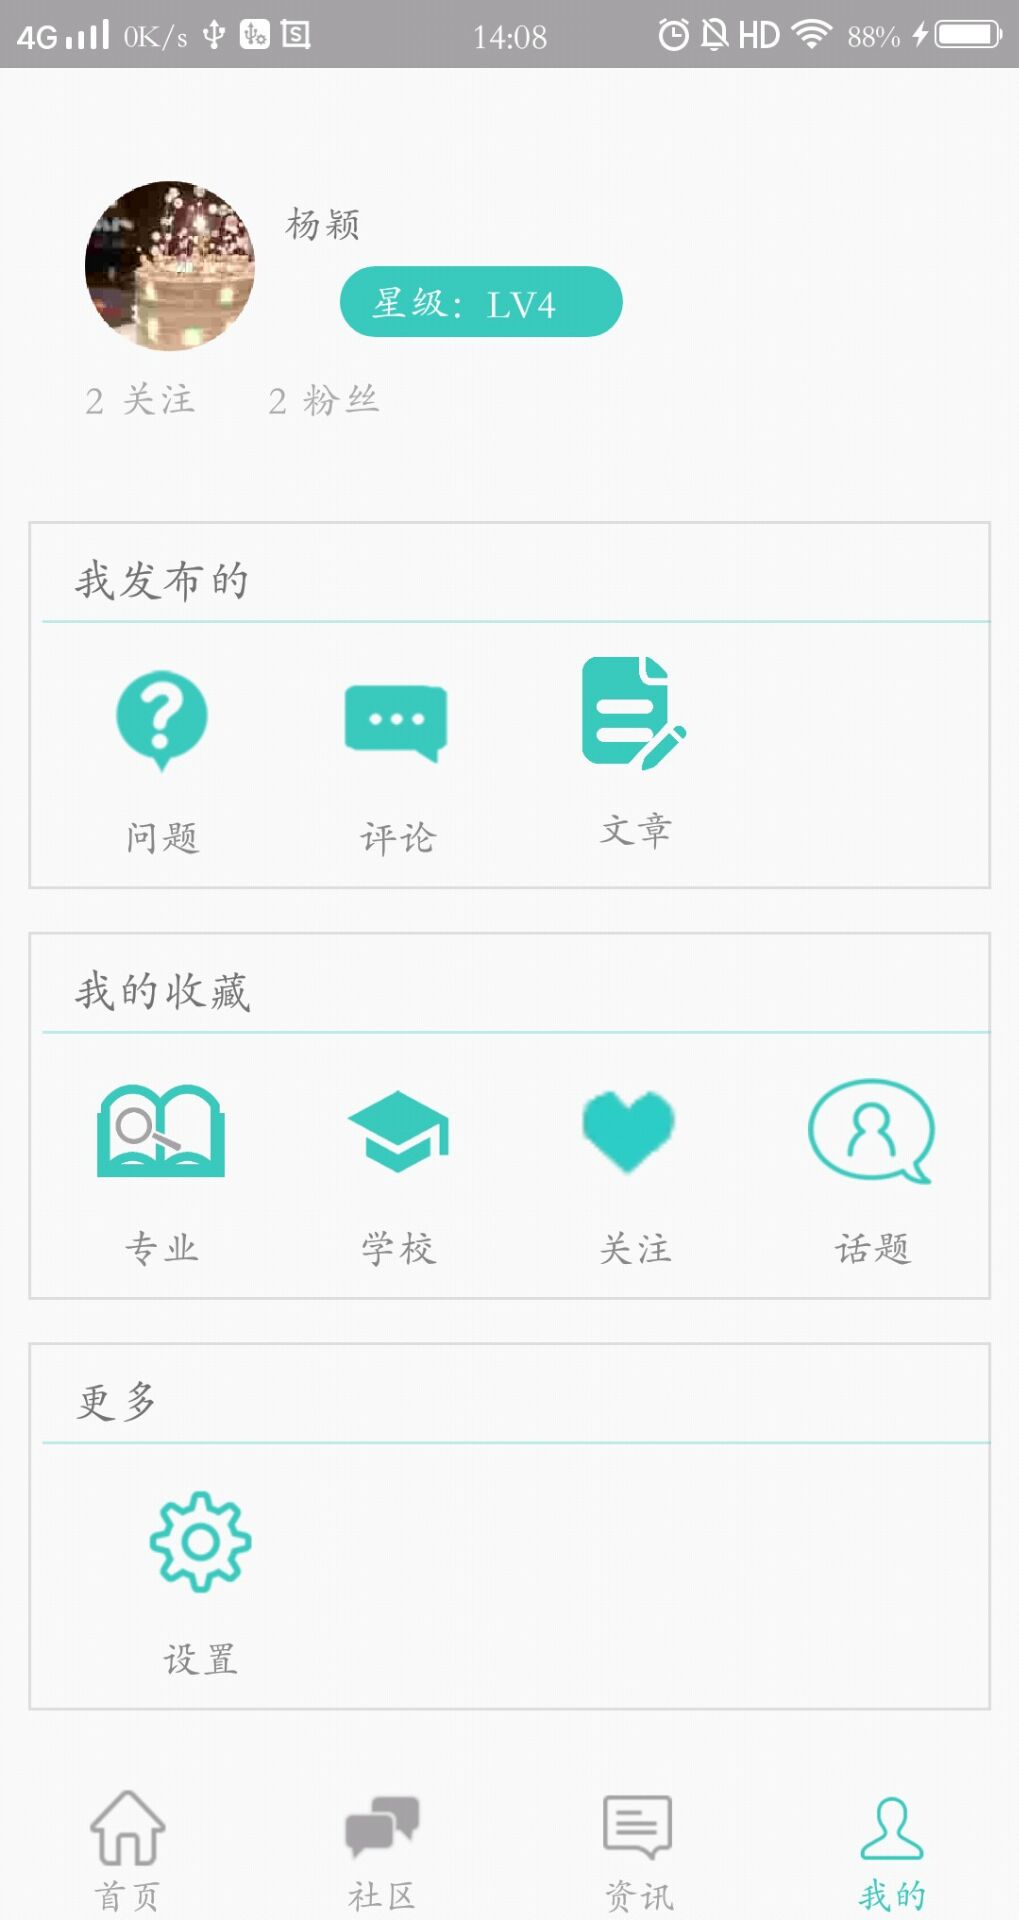 4G 0K/s 14:08 HD 88%
杨颖
星级：LV4
2 关注 2 粉丝
我发布的
问题 评论 文章
我的收藏
专业 学校 关注 话题
更多
设置
首页 社区 资讯 我的